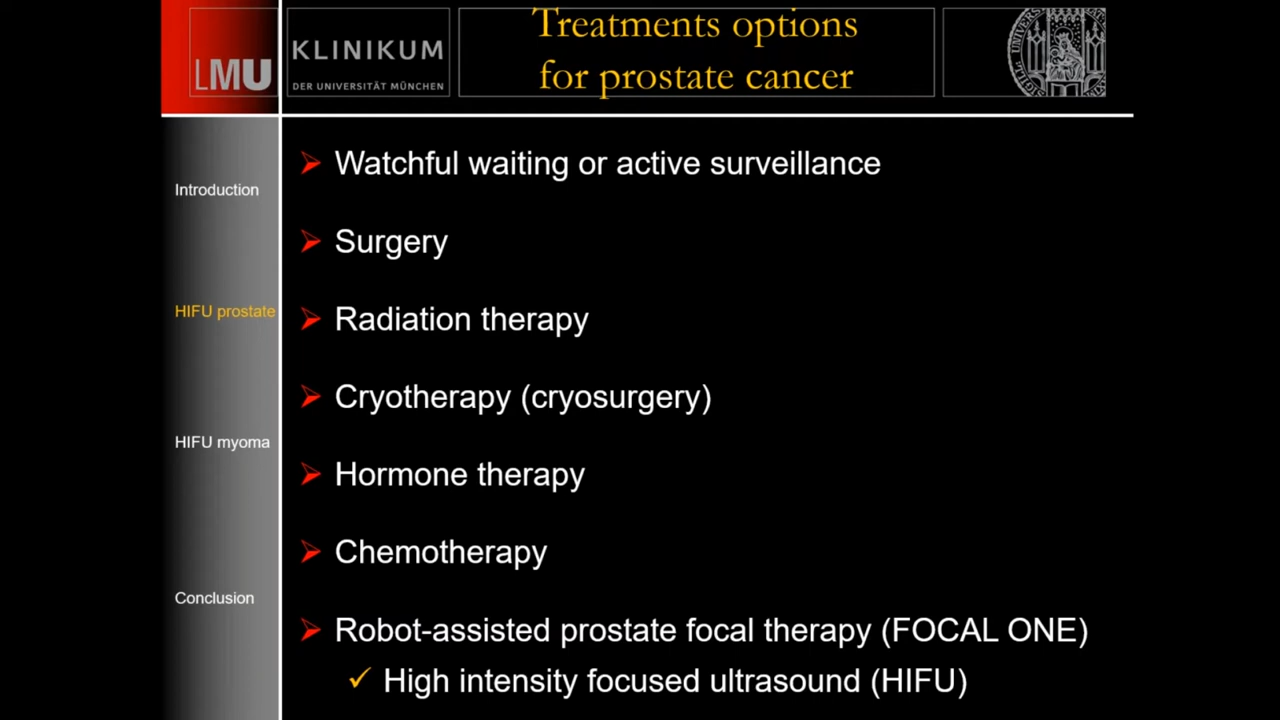 LMU
KLINIKUM
DER UNIVERSITÄT MÜNCHEN
Treatments options
for prostate cancer
Introduction
HIFU prostate
HIFU myoma
Conclusion
Watchful waiting or active surveillance
Surgery
Radiation therapy
Cryotherapy (cryosurgery)
Hormone therapy
Chemotherapy
Robot-assisted prostate focal therapy (FOCAL ONE)
High intensity focused ultrasound (HIFU)